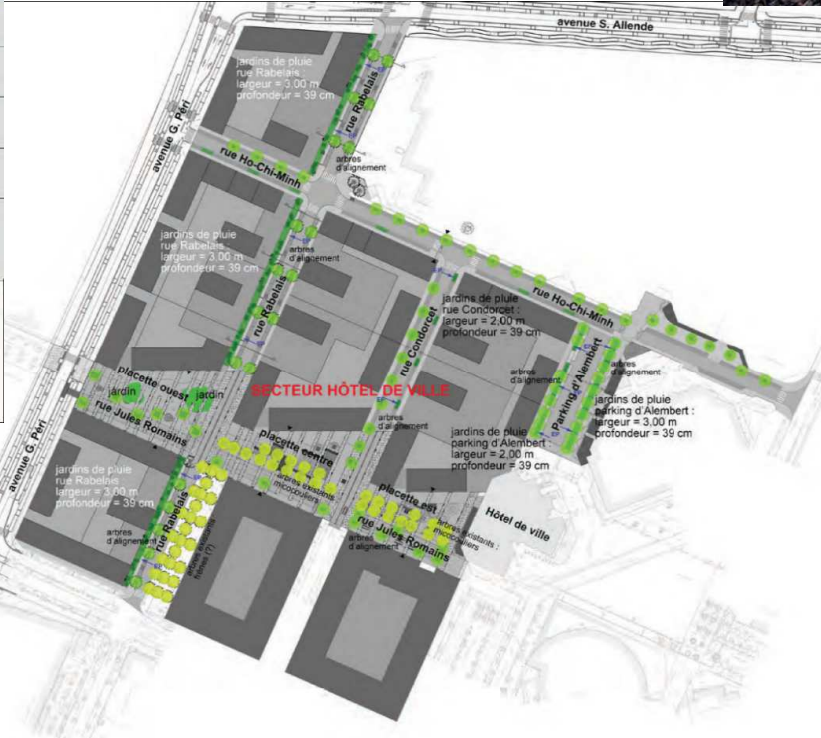 avenue S. Allende
jardins de pluie
rue Rabelais :
largeur = 3,00 m
profondeur = 39 cm
rue Rabelais
avenue G. Péri
rue Ho-Chi-Minh
arbres
d'alignement
jardins de pluie
rue Rabelais :
largeur = 3,00 m
profondeur = 39 cm
arbres
d'alignement
rue Rabelais
rue Ho-Chi-Minh
jardins de pluie
rue Condorcet :
largeur = 2,00 m
profondeur = 39 cm
rue Condorcet
Parking d'Alembert
arbres
d'alignement
arbres
d'alignement
placette ouest
jardin
jardin
SECTEUR HÔTEL DE VILLE
rue Jules Romains
arbres
d'alignement
jardins de pluie
parking d'Alembert :
largeur = 3,00 m
profondeur = 39 cm
jardins de pluie
parking d'Alembert :
largeur = 2,00 m
profondeur = 39 cm
placette centre
arbres existants
micocouliers
avenue G. Péri
jardins de pluie
rue Rabelais
largeur = 3,00 m
profondeur = 39 cm
placette est
Hôtel de ville
arbres existants :
micocouliers
rue Jules Romains
arbres
d'alignement
arbres
d'alignement
rue Rabelais
arbres existants
frênes (?)